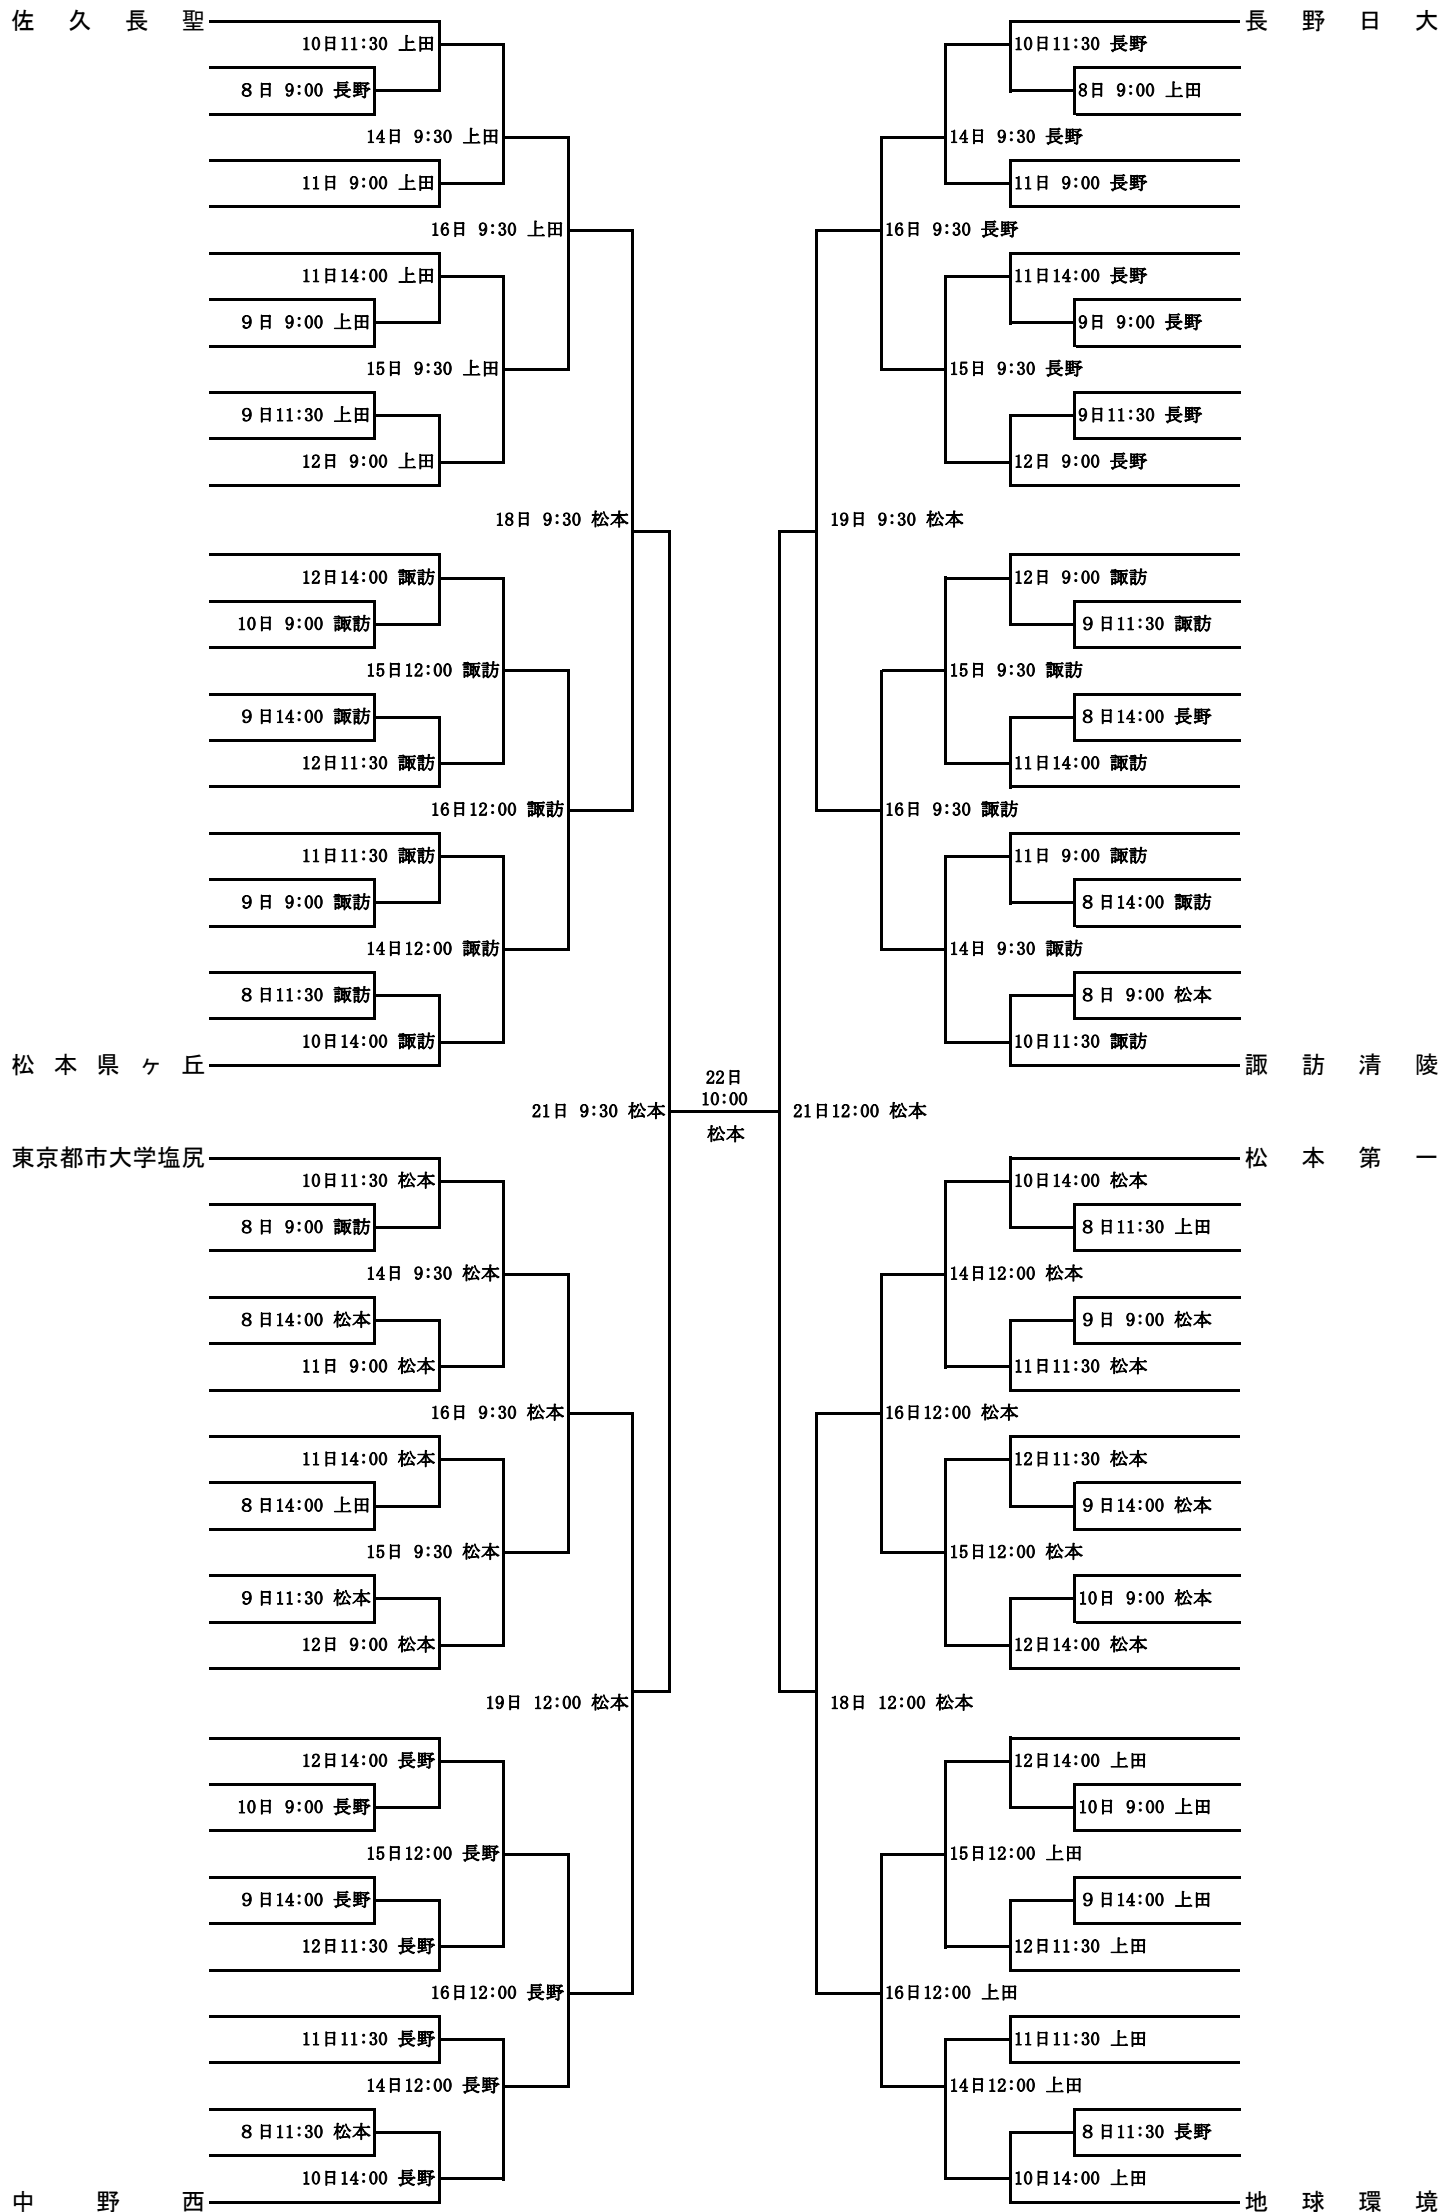 佐久長聖
10日11:30 上田
8日 9:00 長野
14日 9:30 上田
11日 9:00 上田
16日 9:30 上田
11日14:00 上田
9日 9:00 上田
15日 9:30 上田
9日11:30 上田
12日 9:00 上田
18日 9:30 松本
12日14:00 諏訪
10日 9:00 諏訪
15日12:00 諏訪
9日14:00 諏訪
12日11:30 諏訪
16日12:00 諏訪
11日11:30 諏訪
9日 9:00 諏訪
14日12:00 諏訪
8日11:30 諏訪
10日14:00 諏訪
松本県ヶ丘
21日 9:30 松本
東京都市大学塩尻
10日11:30 松本
8日 9:00 諏訪
14日 9:30 松本
8日14:00 松本
11日 9:00 松本
16日 9:30 松本
11日14:00 松本
8日14:00 上田
15日 9:30 松本
9日11:30 松本
12日 9:00 松本
19日 12:00 松本
12日14:00 長野
10日 9:00 長野
15日12:00 長野
9日14:00 長野
12日11:30 長野
16日12:00 長野
11日11:30 長野
14日12:00 長野
8日11:30 松本
10日14:00 長野
中野西
22日
10:00
松本
長野日大
10日11:30 長野
8日 9:00 上田
14日 9:30 長野
11日 9:00 長野
16日 9:30 長野
11日14:00 長野
9日 9:00 長野
15日 9:30 長野
9日11:30 長野
12日 9:00 長野
19日 9:30 松本
12日 9:00 諏訪
9日11:30 諏訪
15日 9:30 諏訪
8日14:00 長野
11日14:00 諏訪
16日 9:30 諏訪
11日 9:00 諏訪
8日14:00 諏訪
14日 9:30 諏訪
8日 9:00 松本
10日11:30 諏訪
諏訪清陵
21日12:00 松本
松本第一
10日14:00 松本
8日11:30 上田
14日12:00 松本
9日 9:00 松本
11日11:30 松本
16日12:00 松本
12日11:30 松本
9日14:00 松本
15日12:00 松本
10日 9:00 松本
12日14:00 松本
18日 12:00 松本
12日14:00 上田
10日 9:00 上田
15日12:00 上田
9日14:00 上田
12日11:30 上田
16日12:00 上田
11日11:30 上田
14日12:00 上田
8日11:30 長野
10日14:00 上田
地球環境